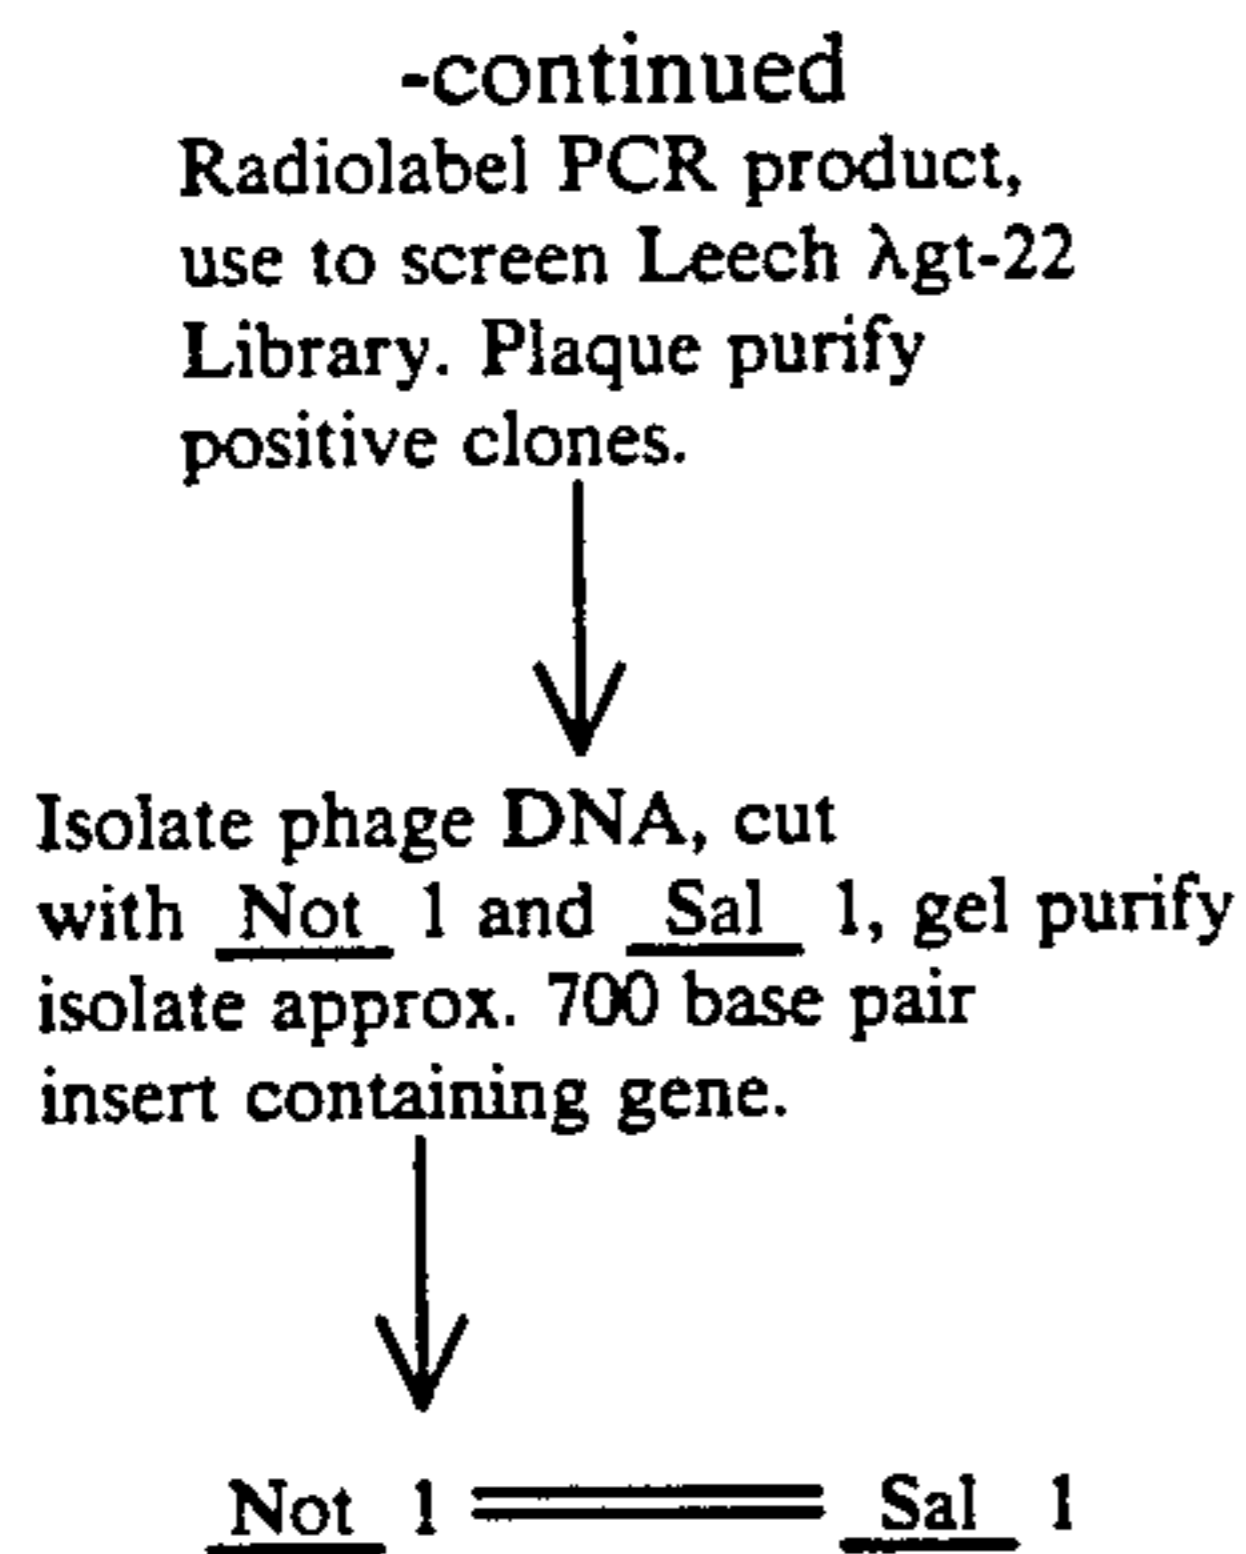 -continued
Radiolabel PCR product,
use to screen Leech λgt-22
Library. Plaque purify
positive clones.
Isolate phage DNA, cut
with Not 1 and Sal 1, gel purify
isolate approx. 700 base pair
insert containing gene.
Not 1 Sal 1